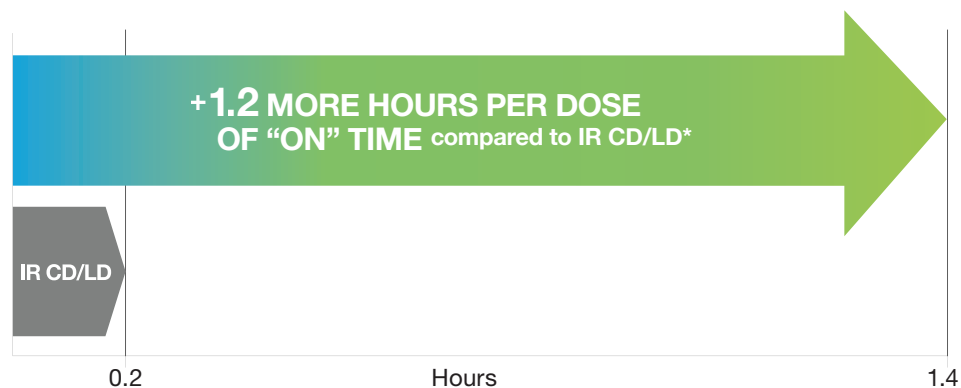 +1.2 MORE HOURS PER DOSE
OF “ON” TIME compared to IR CD/LD*
IR CD/LD
0.2
Hours
1.4